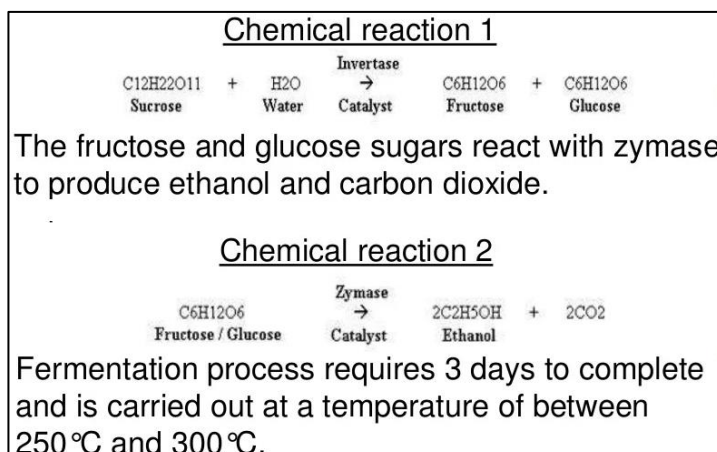 Chemical reaction 1
Invertase
C12H22O11 + H2O → C6H12O6 + C6H12O6
Sucrose Water Catalyst Fructose Glucose
The fructose and glucose sugars react with zymase
to produce ethanol and carbon dioxide.
Chemical reaction 2
Zymase
C6H12O6 → 2C2H5OH + 2CO2
Fructose / Glucose Catalyst Ethanol
Fermentation process requires 3 days to complete
and is carried out at a temperature of between
250°C and 300°C.